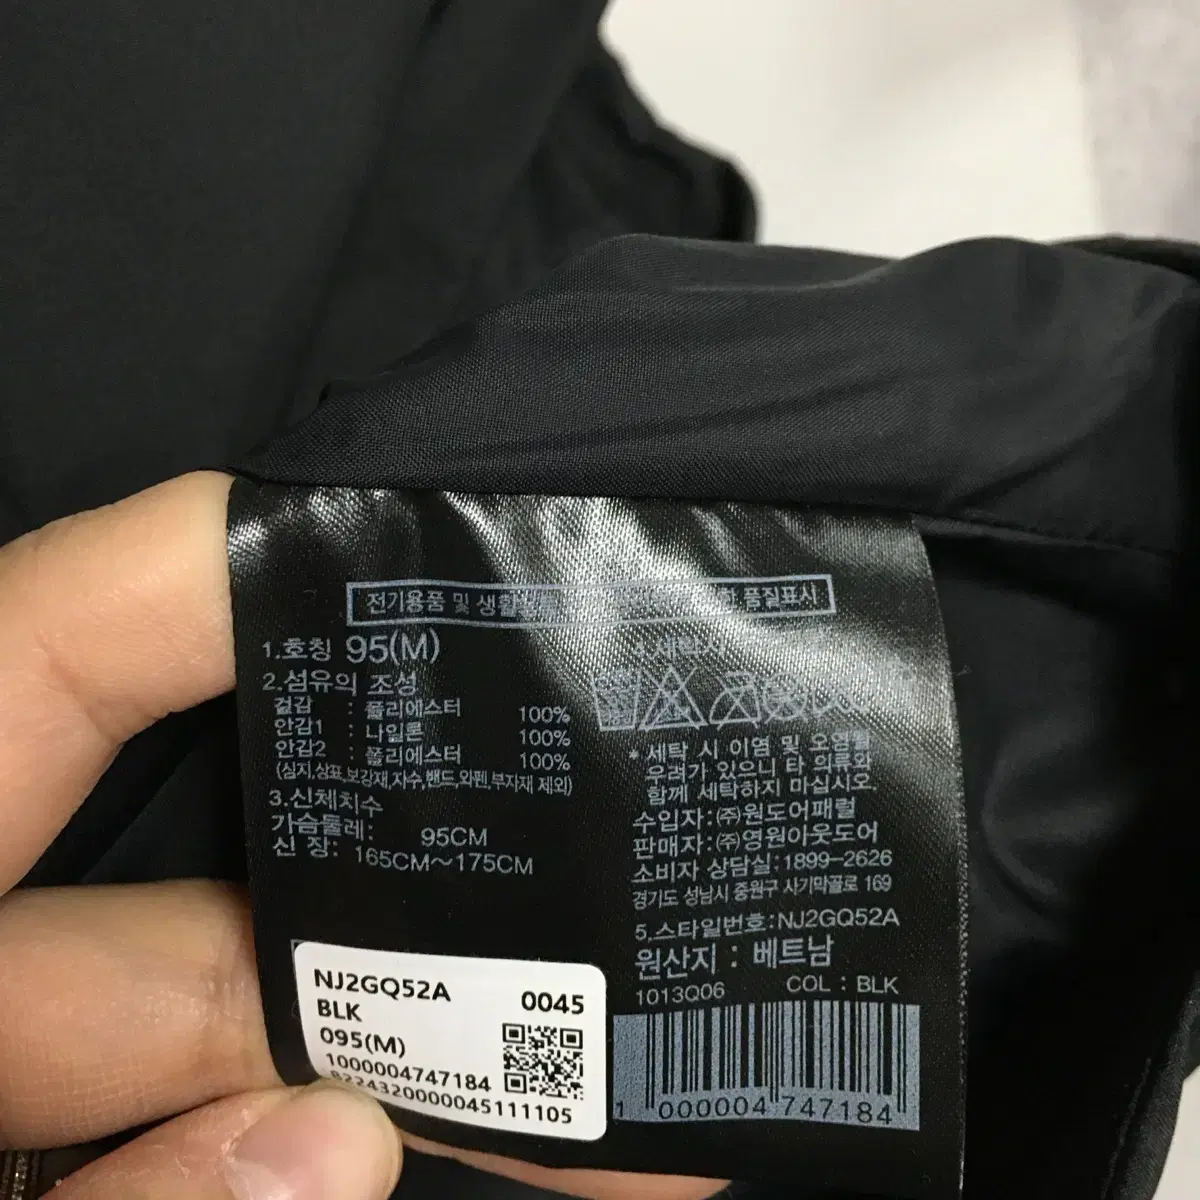 전기용품 및 생활 품질표시
1.호칭 95(M)
2.섬유의 조성
겉감 : 폴리에스터 100%
안감1 : 나일론 100%
안감2 : 폴리에스터 100%
(심지,상표,보강재,자수,밴드,와펜,부자재 제외)
3.신체치수
가슴둘레: 95CM
신 장: 165CM~175CM
* 세탁 시 이염 및 오염될
우려가 있으니 타 의류와
함께 세탁하지 마십시오.
수입자:(주)원도어패럴
판매자:(주)영원아웃도어
소비자 상담실:1899-2626
경기도 성남시 중원구 사기막골로 169
5.스타일번호:NJ2GQ52A
원산지 : 베트남
1013Q06 COL : BLK
1 000004 747184
NJ2GQ52A 0045
BLK
095(M)
1000004747184
8224320000045111105